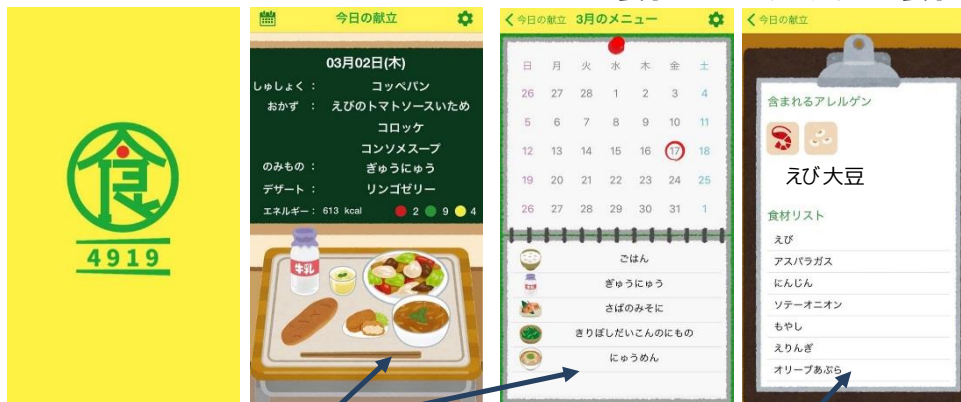 食
4919
今日の献立
03月02日(木)
しゅしょく： コッペパン
おかず ： えびのトマトソースいため
コロッケ
コンソメスープ
のみもの： ぎゅうにゅう
デザート： リンゴゼリー
エネルギー： 613 kcal 2 9 4
牛乳
今日の献立 3月のメニュー
日 月 火 水 木 金 土
26 27 28 1 2 3 4
5 6 7 8 9 10 11
12 13 14 15 16 17 18
19 20 21 22 23 24 25
26 27 28 29 30 31 1
ごはん
ぎゅうにゅう
さばのみそに
きりぼしだいこんのにもの
にゅうめん
今日の献立
含まれるアレルゲン
えび 大豆
食材リスト
えび
アスパラガス
にんじん
ソテーオニオン
もやし
えりんぎ
オリーブあぶら